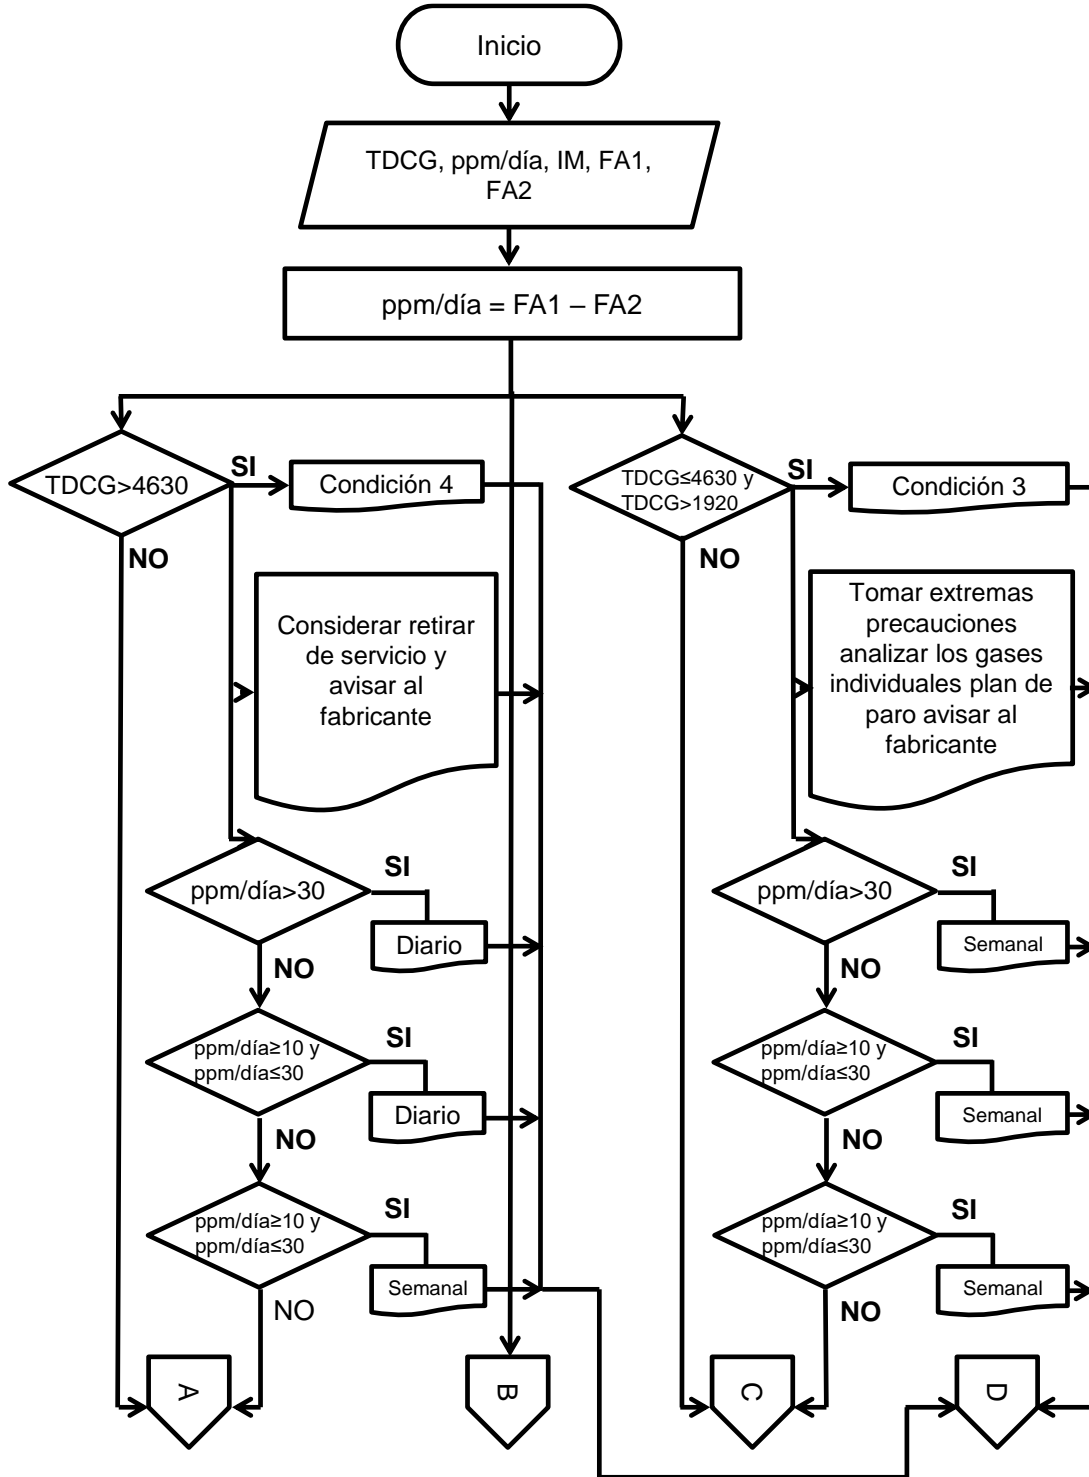 Inicio
TDCG, ppm/día, IM, FA1,
FA2
ppm/día = FA1 – FA2
TDCG>4630
SI
Condición 4
NO
Considerar retirar
de servicio y
avisar al
fabricante
ppm/día>30
SI
Diario
NO
ppm/día≥10 y
ppm/día≤30
SI
Diario
NO
ppm/día≥10 y
ppm/día≤30
SI
Semanal
NO
A
B
TDCG≤4630 y
TDCG>1920
SI
Condición 3
NO
Tomar extremas
precauciones
analizar los gases
individuales plan de
paro avisar al
fabricante
ppm/día>30
SI
Semanal
NO
ppm/día≥10 y
ppm/día≤30
SI
Semanal
NO
ppm/día≥10 y
ppm/día≤30
SI
Semanal
NO
C
D